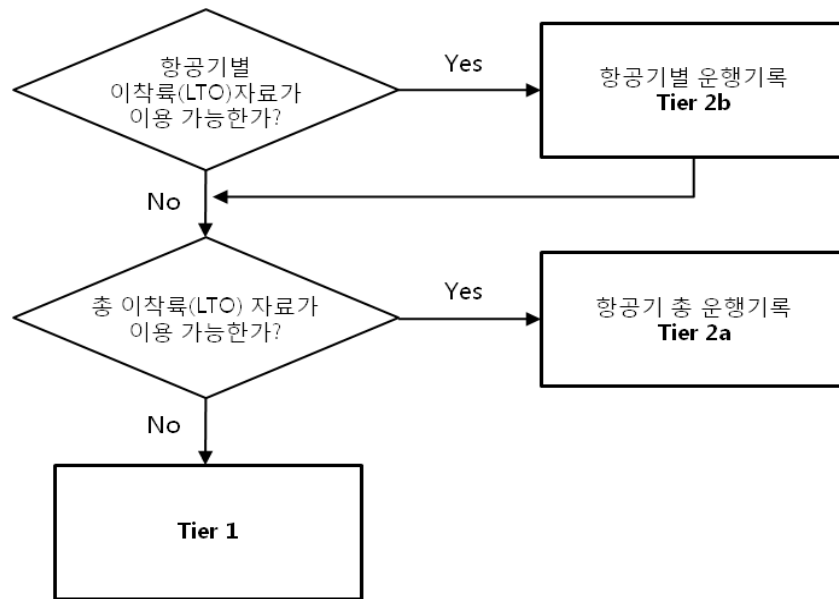 항공기별
이착륙(LTO)자료가
이용 가능한가?
Yes
항공기별 운행기록
Tier 2b
No
총 이착륙(LTO) 자료가
이용 가능한가?
Yes
항공기 총 운행기록
Tier 2a
No
Tier 1